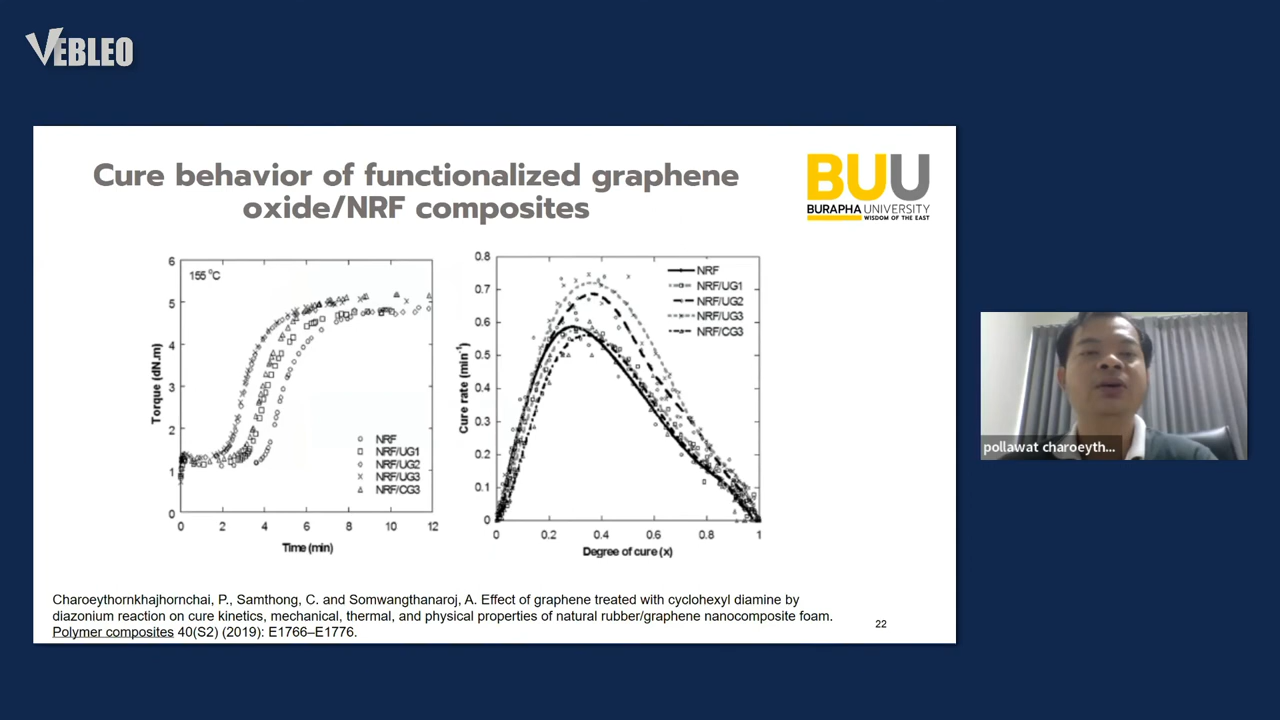 VEBLEO
Cure behavior of functionalized graphene
oxide/NRF composites
BUU
BURAPHA UNIVERSITY
WISDOM OF THE EAST
155 °C
Torque (dN.m)
6
5
4
3
2
1
0
0 2 4 6 8 10 12
Time (min)
NRF
NRF/UG1
NRF/UG2
NRF/UG3
NRF/CG3
Cure rate (min⁻¹)
0.8
0.7
0.6
0.5
0.4
0.3
0.2
0.1
0
0 0.2 0.4 0.6 0.8 1
Degree of cure (x)
NRF
NRF/UG1
NRF/UG2
NRF/UG3
NRF/CG3
Charoeythornkhajhornchai, P., Samthong, C. and Somwangthanaroj, A. Effect of graphene treated with cyclohexyl diamine by
diazonium reaction on cure kinetics, mechanical, thermal, and physical properties of natural rubber/graphene nanocomposite foam.
Polymer composites 40(S2) (2019): E1766–E1776.
22
pollawat charoeyth...